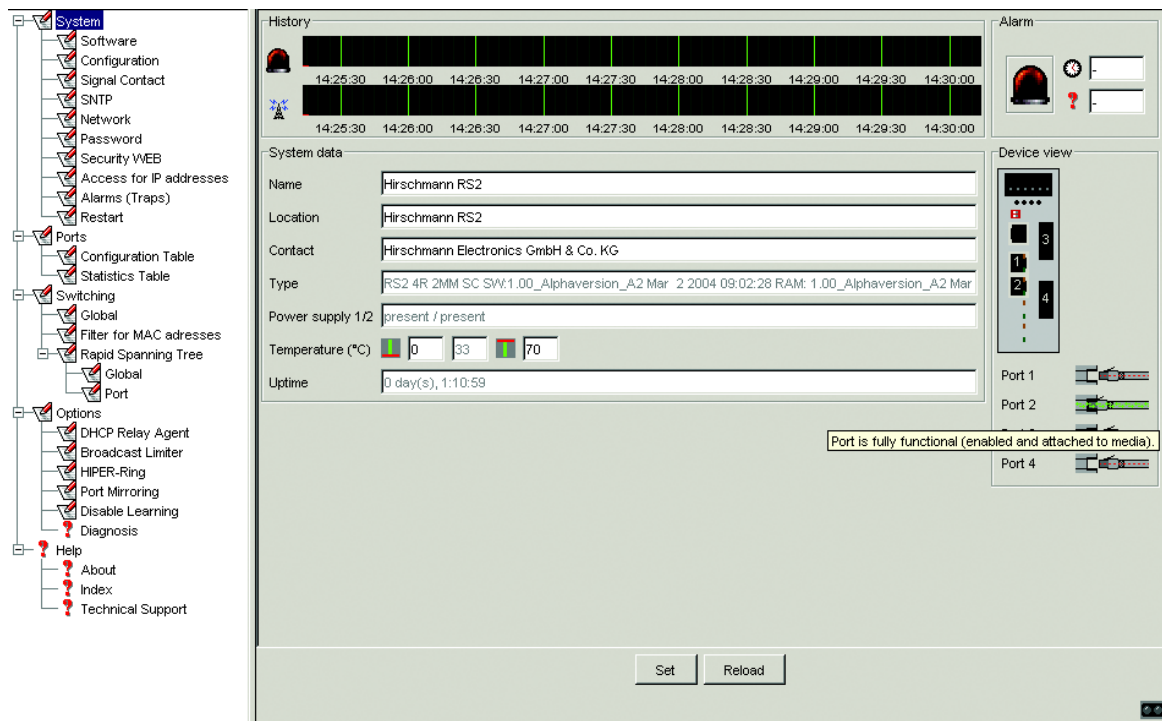 System
Software
Configuration
Signal Contact
SNTP
Network
Password
Security WEB
Access for IP addresses
Alarms (Traps)
Restart
Ports
Configuration Table
Statistics Table
Switching
Global
Filter for MAC adresses
Rapid Spanning Tree
Global
Port
Options
DHCP Relay Agent
Broadcast Limiter
HIPER-Ring
Port Mirroring
Disable Learning
? Diagnosis
? Help
? About
? Index
? Technical Support
History
14:25:30 14:26:00 14:26:30 14:27:00 14:27:30 14:28:00 14:28:30 14:29:00 14:29:30 14:30:00
14:25:30 14:26:00 14:26:30 14:27:00 14:27:30 14:28:00 14:28:30 14:29:00 14:29:30 14:30:00
Alarm
-
? -
System data
Name Hirschmann RS2
Location Hirschmann RS2
Contact Hirschmann Electronics GmbH & Co. KG
Type RS2 4R 2MM SC SW:1.00_Alphaversion_A2 Mar 2 2004 09:02:28 RAM: 1.00_Alphaversion_A2 Mar
Power supply 1/2 present / present
Temperature (°C) 0 33 70
Uptime 0 day(s), 1:10:59
Device view
3
1
2
4
Port 1
Port 2
Port is fully functional (enabled and attached to media).
Port 4
Set Reload